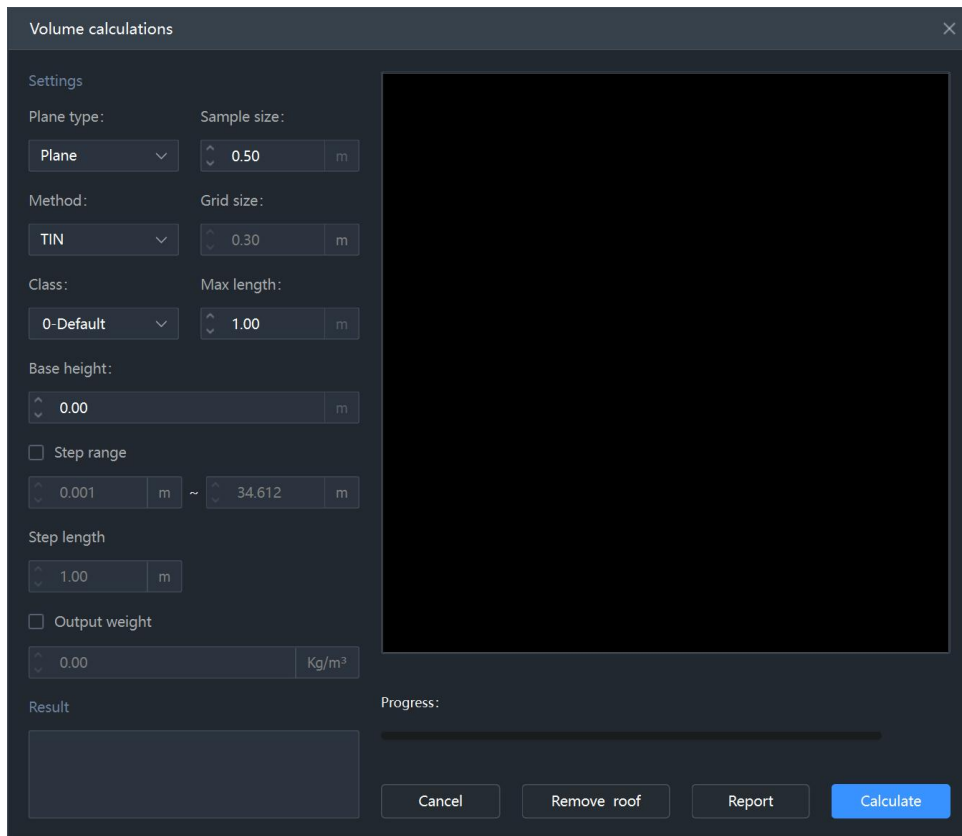 Volume calculations
Settings
Plane type:
Sample size:
Plane
0.50
m
Method:
Grid size:
TIN
0.30
m
Class:
Max length:
0-Default
1.00
m
Base height:
0.00
m
Step range
0.001
m
~
34.612
m
Step length
1.00
m
Output weight
0.00
Kg/m³
Result
Progress:
Cancel
Remove roof
Report
Calculate